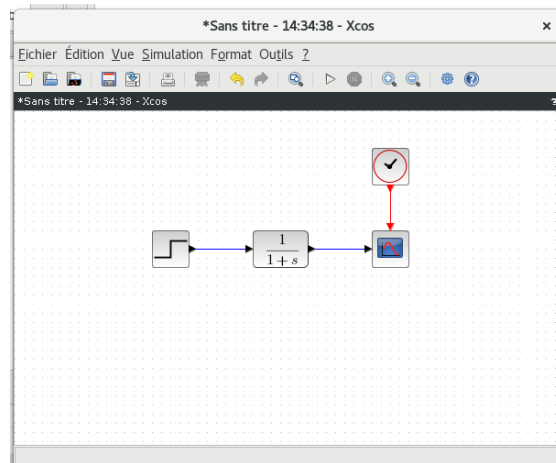 *Sans titre - 14:34:38 - Xcos
Fichier Édition Vue Simulation Format Outils ?
*Sans titre - 14:34:38 - Xcos
1
1 + s